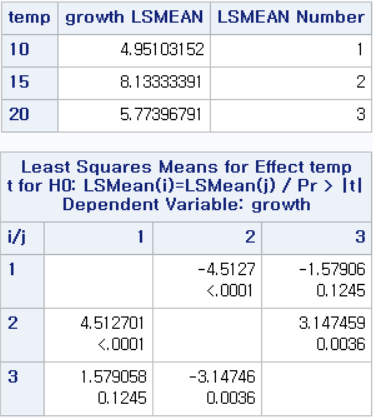 temp growth LSMEAN LSMEAN Number
10 4.95103152 1
15 8.13333391 2
20 5.77396791 3
Least Squares Means for Effect temp
t for H0: LSMean(i)=LSMean(j) / Pr > |t|
Dependent Variable: growth
i/j 1 2 3
1 -4.5127 -1.57906
<.0001 0.1245
2 4.512701 3.147459
<.0001 0.0036
3 1.579058 -3.14746
0.1245 0.0036